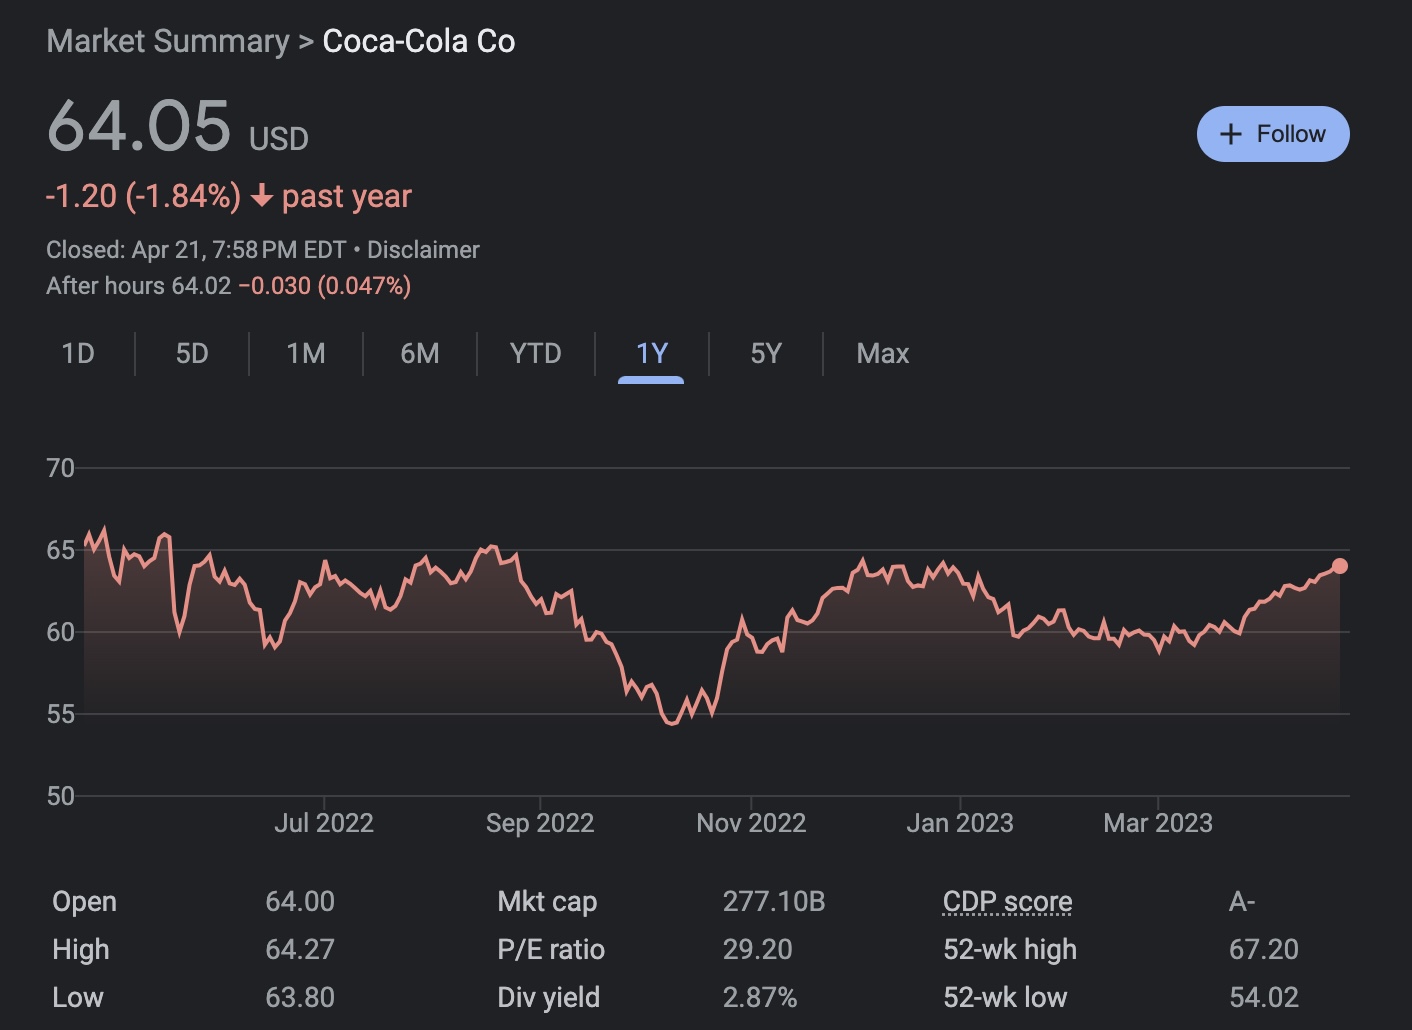 Market Summary > Coca-Cola Co
64.05 USD
+ Follow
-1.20 (-1.84%) ↓ past year
Closed: Apr 21, 7:58 PM EDT • Disclaimer
After hours 64.02 −0.030 (0.047%)
1D 5D 1M 6M YTD 1Y 5Y Max
70
65
60
55
50
Jul 2022 Sep 2022 Nov 2022 Jan 2023 Mar 2023
Open 64.00 Mkt cap 277.10B CDP score A-
High 64.27 P/E ratio 29.20 52-wk high 67.20
Low 63.80 Div yield 2.87% 52-wk low 54.02